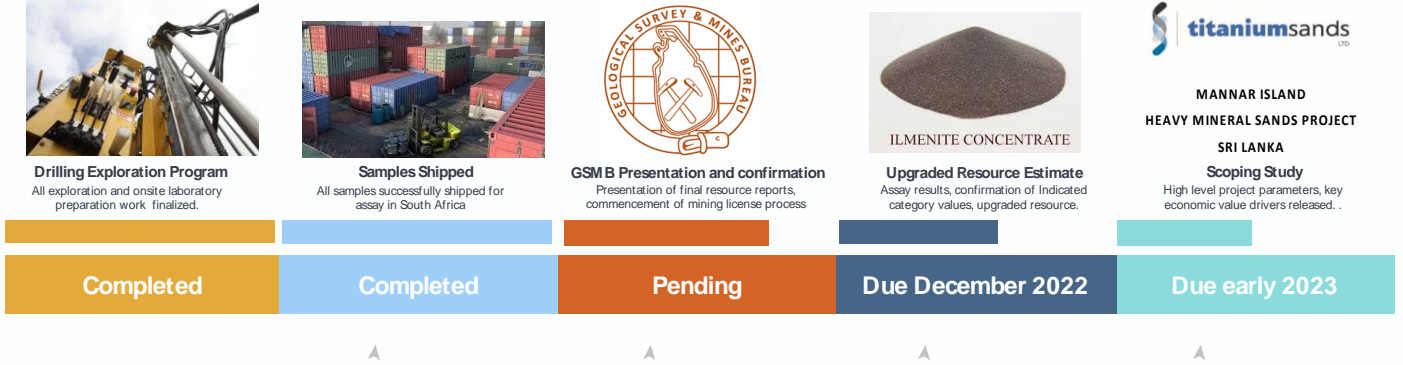 GEOLOGICAL SURVEY & MINES BUREAU
C
ILMENITE CONCENTRATE
titaniumsands
LTD
MANNAR ISLAND
HEAVY MINERAL SANDS PROJECT
SRI LANKA
Drilling Exploration Program
All exploration and onsite laboratory
preparation work finalized.
Samples Shipped
All samples successfully shipped for
assay in South Africa
GSMB Presentation and confirmation
Presentation of final resource reports,
commencement of mining license process
Upgraded Resource Estimate
Assay results, confirmation of Indicated
category values, upgraded resource.
Scoping Study
High level project parameters, key
economic value drivers released. .
Completed
Completed
Pending
Due December 2022
Due early 2023